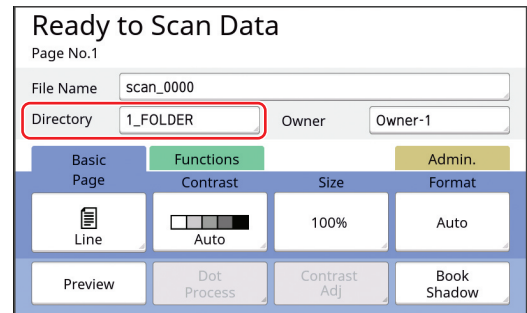 Ready to Scan Data
Page No.1
File Name scan_0000
Directory 1_FOLDER Owner Owner-1
Basic Functions Admin.
Page Contrast Size Format
Line Auto 100% Auto
Preview Dot Process Contrast Adj Book Shadow